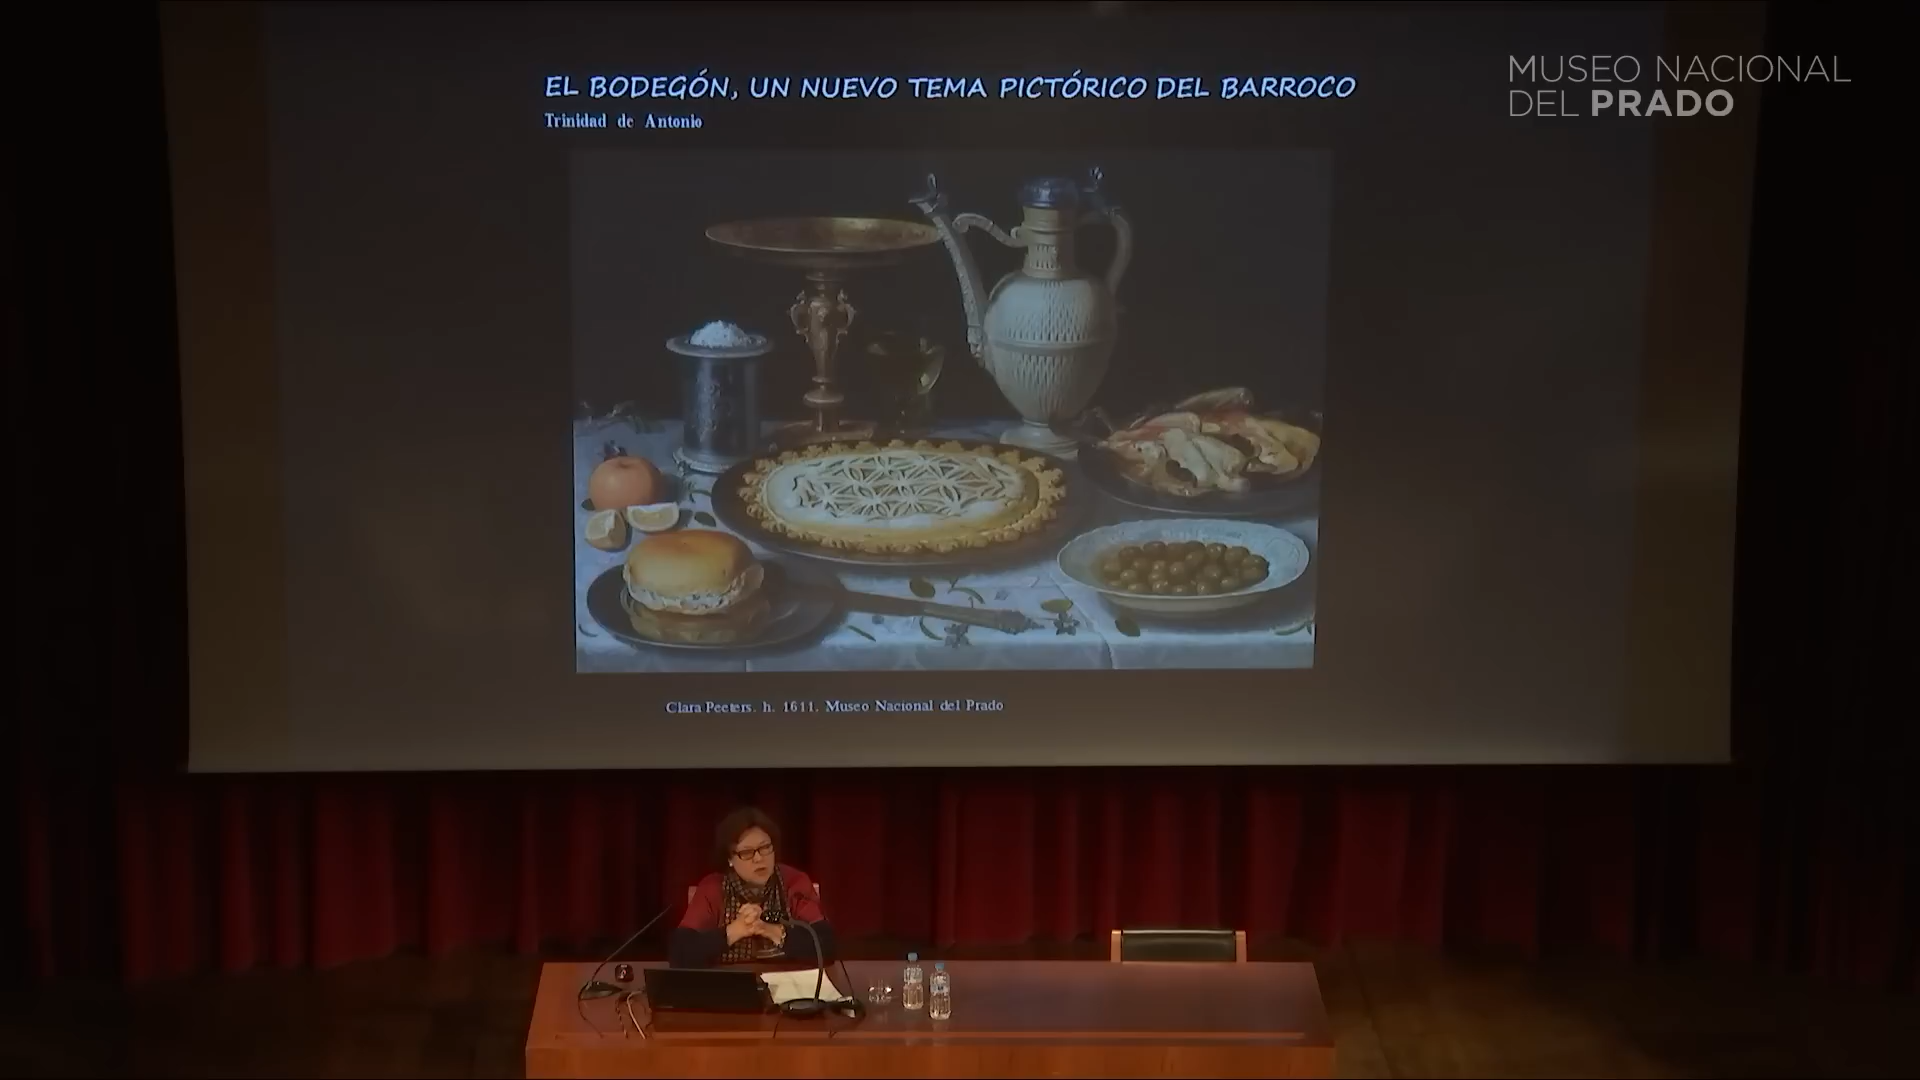 EL BODEGÓN, UN NUEVO TEMA PICTÓRICO DEL BARROCO
Trinidad de Antonio
MUSEO NACIONAL
DEL PRADO
Clara Peeters. h. 1611. Museo Nacional del Prado